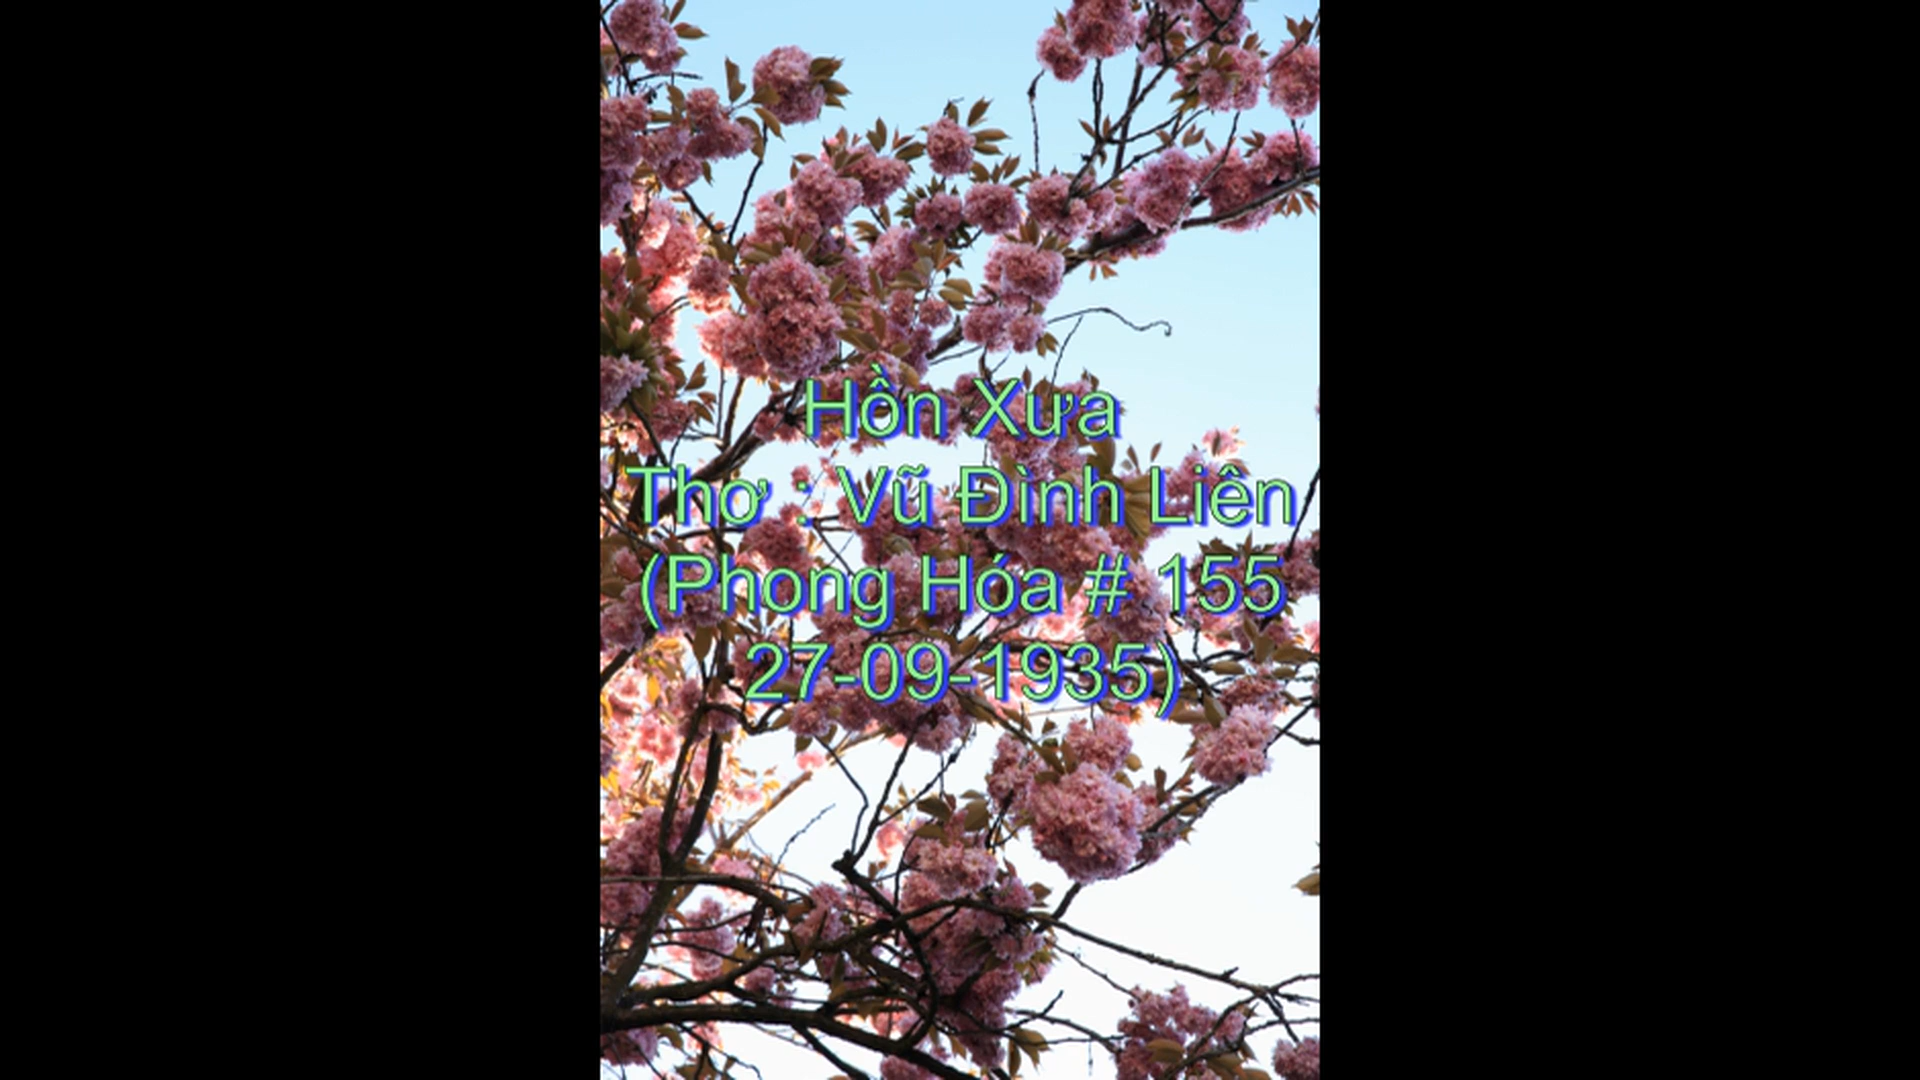 Hồn Xưa
Thơ : Vũ Đình Liên
(Phong Hóa # 155
27-09-1935)